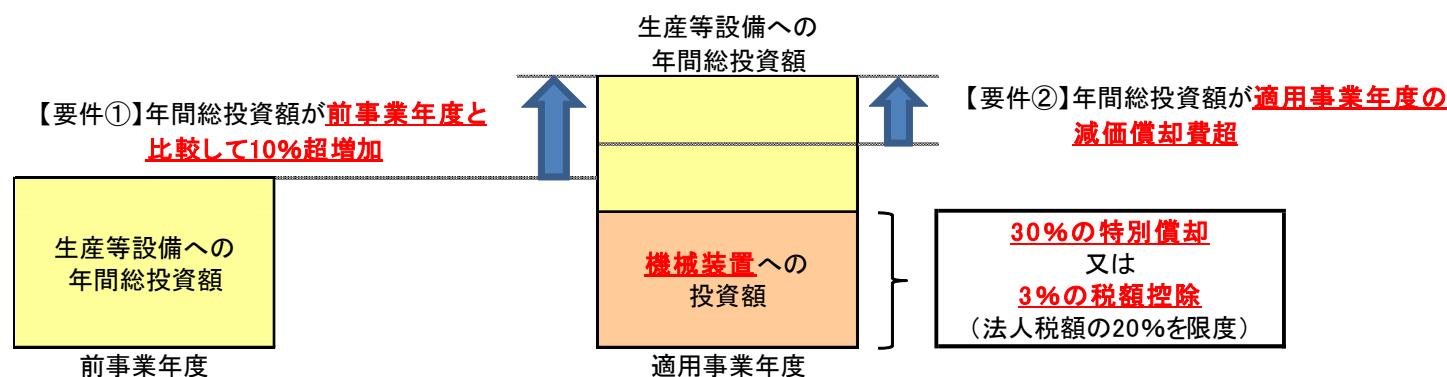 生産等設備への
年間総投資額
【要件①】年間総投資額が前事業年度と
比較して10%超増加
【要件②】年間総投資額が適用事業年度の
減価償却費超
生産等設備への
年間総投資額
前事業年度
機械装置への
投資額
適用事業年度
30%の特別償却
又は
3%の税額控除
（法人税額の20%を限度）